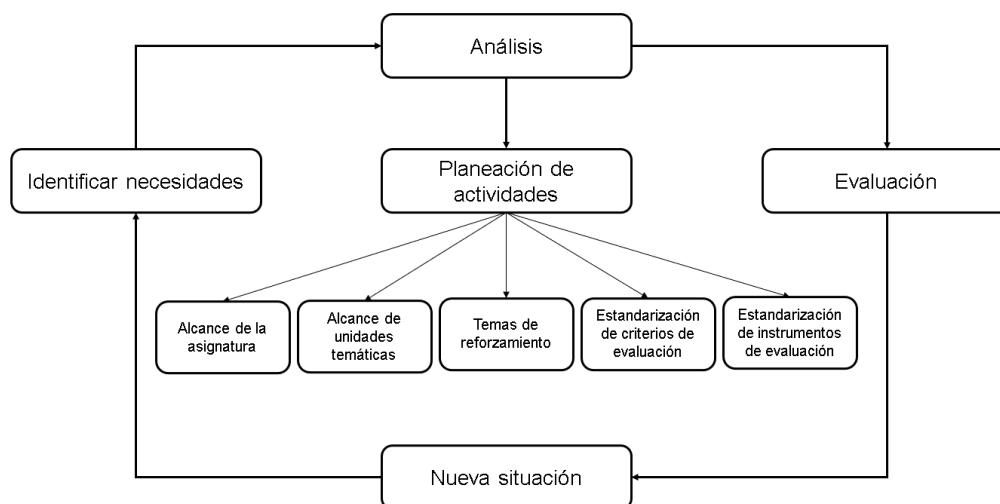 Análisis
Identificar necesidades
Planeación de
actividades
Evaluación
Alcance de la
asignatura
Alcance de
unidades
temáticas
Temas de
reforzamiento
Estandarización
de criterios de
evaluación
Estandarización
de instrumentos
de evaluación
Nueva situación